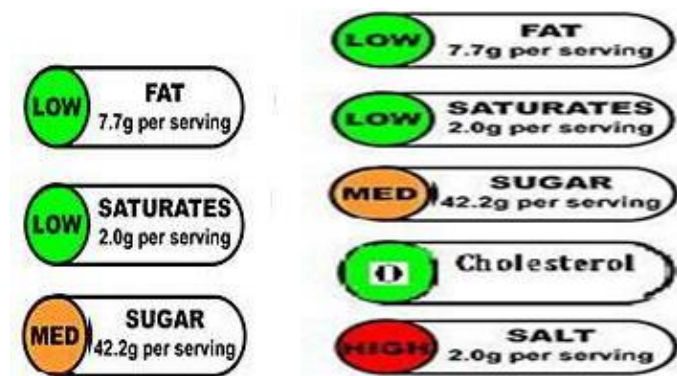 LOW
FAT
7.7g per serving
LOW
SATURATES
2.0g per serving
MED
SUGAR
42.2g per serving
LOW
FAT
7.7g per serving
LOW
SATURATES
2.0g per serving
MED
SUGAR
42.2g per serving
0
Cholesterol
HIGH
SALT
2.0g per serving